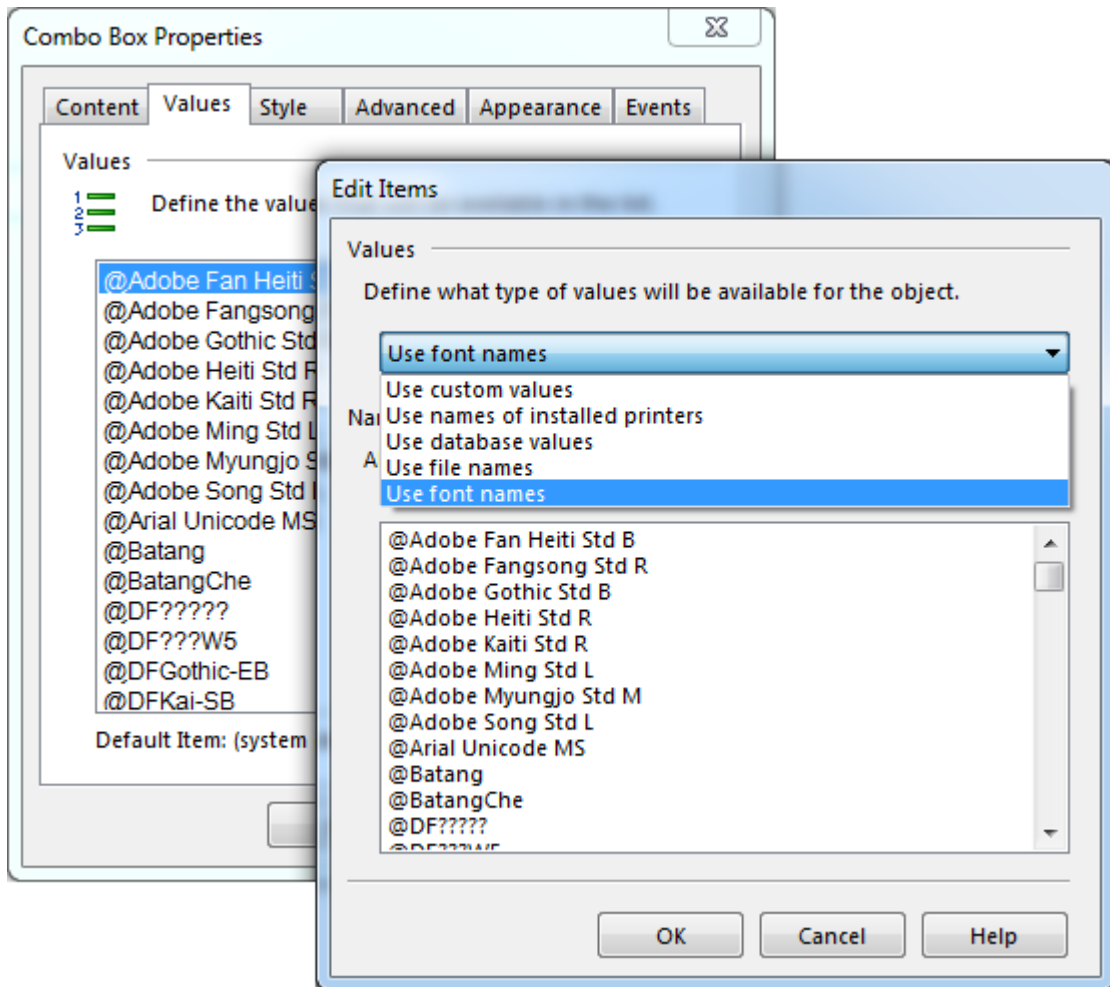 Combo Box Properties
Content Values Style Advanced Appearance Events
Values
1
2
3
Define the value
@Adobe Fan Heiti
@Adobe Fangsong
@Adobe Gothic Std
@Adobe Heiti Std R
@Adobe Kaiti Std R
@Adobe Ming Std L
@Adobe Myungjo S
@Adobe Song Std
@Arial Unicode MS
@Batang
@BatangChe
@DF?????
@DF???W5
@DFGothic-EB
@DFKai-SB
Default Item: (system
Edit Items
Values
Define what type of values will be available for the object.
Use font names
Use custom values
Use names of installed printers
Use database values
Use file names
Use font names
@Adobe Fan Heiti Std B
@Adobe Fangsong Std R
@Adobe Gothic Std B
@Adobe Heiti Std R
@Adobe Kaiti Std R
@Adobe Ming Std L
@Adobe Myungjo Std M
@Adobe Song Std L
@Arial Unicode MS
@Batang
@BatangChe
@DF?????
@DF???W5
OK Cancel Help